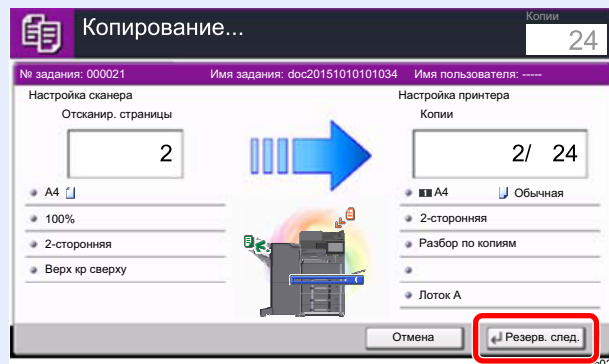 Копирование...
Копии
24
№ задания: 000021 Имя задания: doc20151010101034 Имя пользователя: -----
Настройка сканера Настройка принтера
Отсканир. страницы Копии
2 2/ 24
A4 1 A4 Обычная
100% 2-сторонняя
2-сторонняя Разбор по копиям
Верх кр сверху
Лоток A
Отмена Резерв. след.